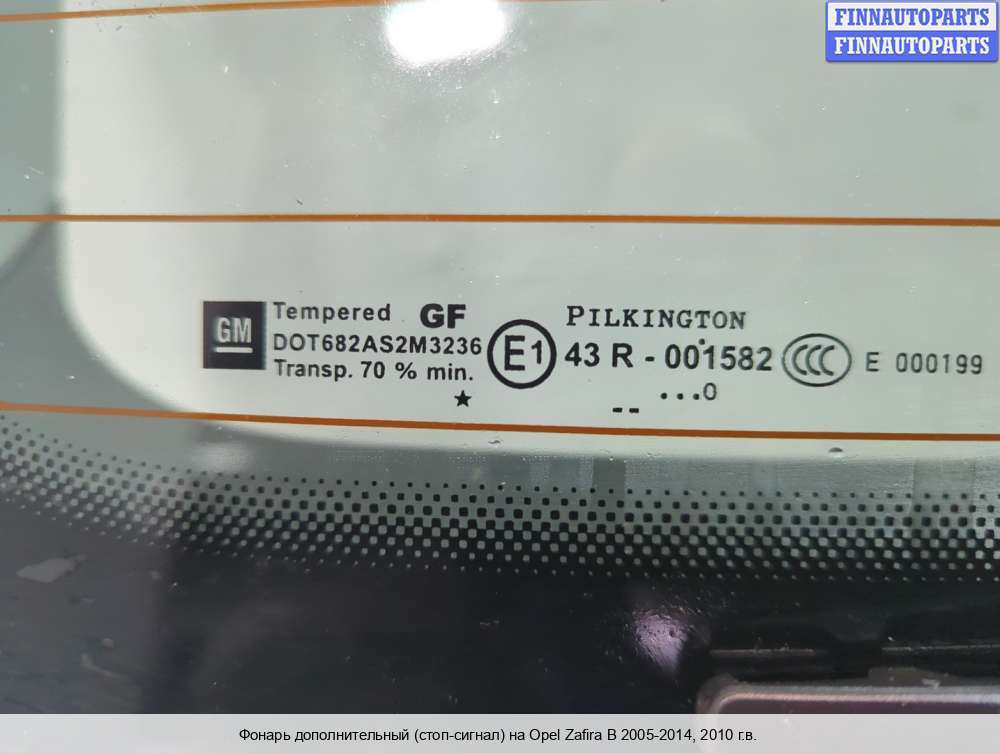 FINNAUTOPARTS
FINNAUTOPARTS
GM
Tempered GF
DOT682AS2M3236
Transp. 70 % min.
★
E1
PILKINGTON
43 R - 001582
CCC E 000199
...0
--
Фонарь дополнительный (стоп-сигнал) на Opel Zafira B 2005-2014, 2010 г.в.